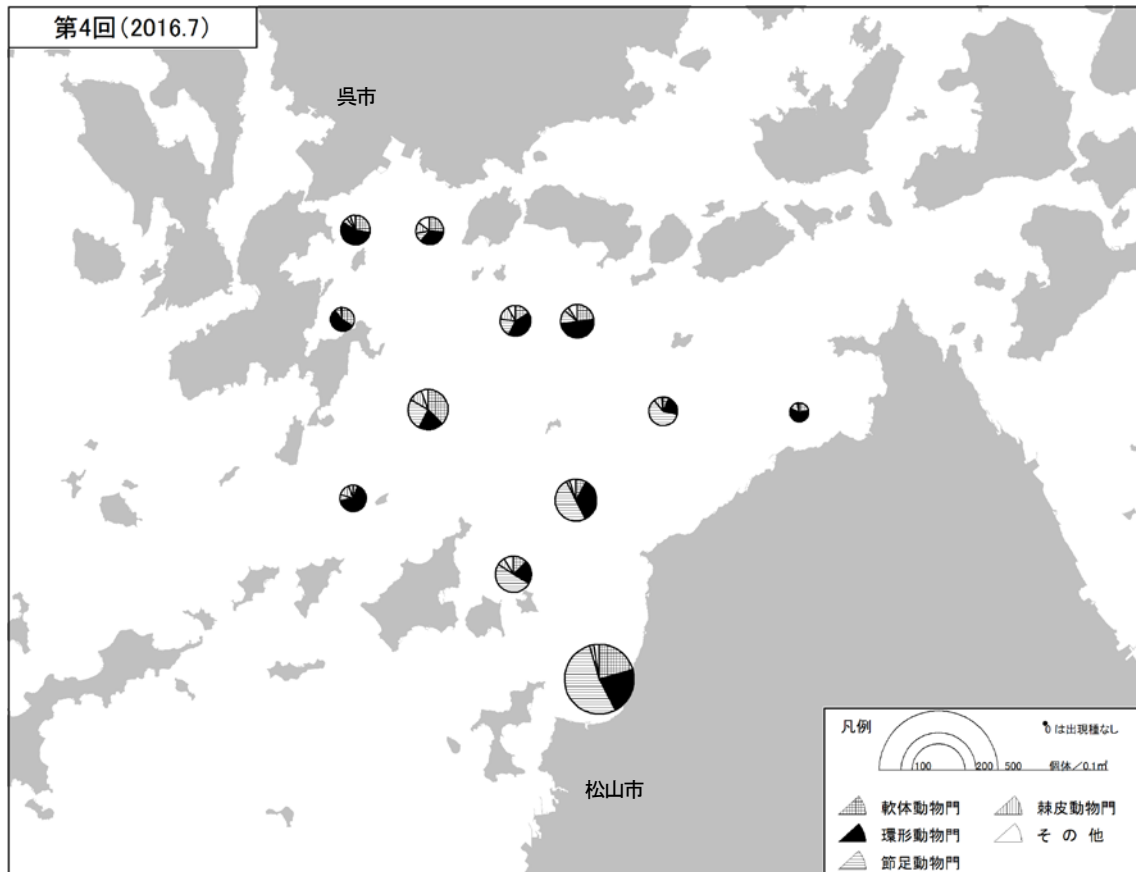 第4回(2016.7)
呉市
松山市
凡例
0 は出現種なし
100 200 500 個体/0.1㎡
軟体動物門
棘皮動物門
環形動物門
そ の 他
節足動物門